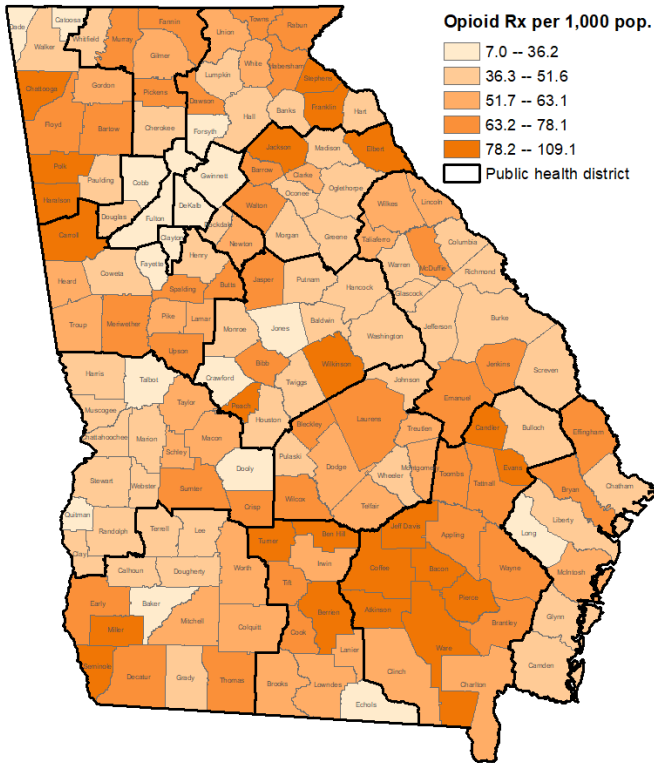 Opioid Rx per 1,000 pop.
7.0 -- 36.2
36.3 -- 51.6
51.7 -- 63.1
63.2 -- 78.1
78.2 -- 109.1
Public health district
Dade
Catoosa
Fannin
Towns
Rabun
Walker
Whitfield
Murray
Union
Gilmer
White
Habersham
Lumpkin
Stephens
Chattooga
Gordon
Pickens
Dawson
Franklin
Hall
Banks
Hart
Floyd
Bartow
Cherokee
Forsyth
Jackson
Madison
Elbert
Polk
Paulding
Cobb
Gwinnett
Barrow
Clarke
Oglethorpe
Oconee
Wilkes
Lincoln
Haralson
Douglas
Fulton
DeKalb
Walton
Rockdale
Clayton
Newton
Morgan
Greene
Taliaferro
Columbia
Carroll
McDuffie
Fayette
Henry
Warren
Richmond
Heard
Coweta
Spalding
Butts
Jasper
Putnam
Hancock
Glascock
Troup
Meriwether
Pike
Lamar
Monroe
Jones
Baldwin
Washington
Jefferson
Burke
Upson
Bibb
Wilkinson
Jenkins
Screven
Harris
Talbot
Crawford
Twiggs
Johnson
Emanuel
Taylor
Peach
Houston
Muscogee
Laurens
Candler
Bulloch
Effingham
Chattahoochee
Marion
Macon
Bleckley
Treutlen
Schley
Pulaski
Dodge
Montgomery
Evans
Dooly
Wheeler
Toombs
Tattnall
Stewart
Webster
Sumter
Wilcox
Telfair
Bryan
Chatham
Crisp
Quitman
Randolph
Terrell
Lee
Turner
Ben Hill
Jeff Davis
Appling
Long
Liberty
Clay
Calhoun
Dougherty
Worth
Irwin
Coffee
Bacon
Wayne
McIntosh
Tift
Early
Baker
Mitchell
Pierce
Berrien
Atkinson
Miller
Colquitt
Cook
Brantley
Glynn
Ware
Lanier
Seminole
Decatur
Grady
Thomas
Brooks
Lowndes
Clinch
Charlton
Camden
Echols